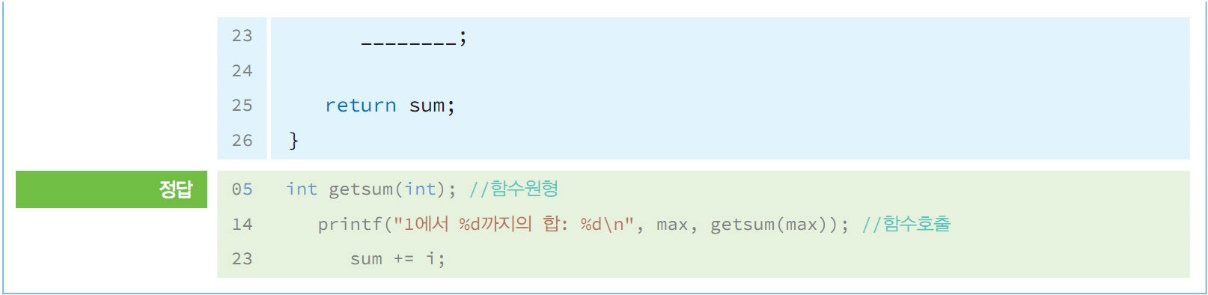 23 ________;
24
25 return sum;
26 }
정답
05 int getsum(int); //함수원형
14 printf("1에서 %d까지의 합: %d\n", max, getsum(max)); //함수호출
23 sum += i;